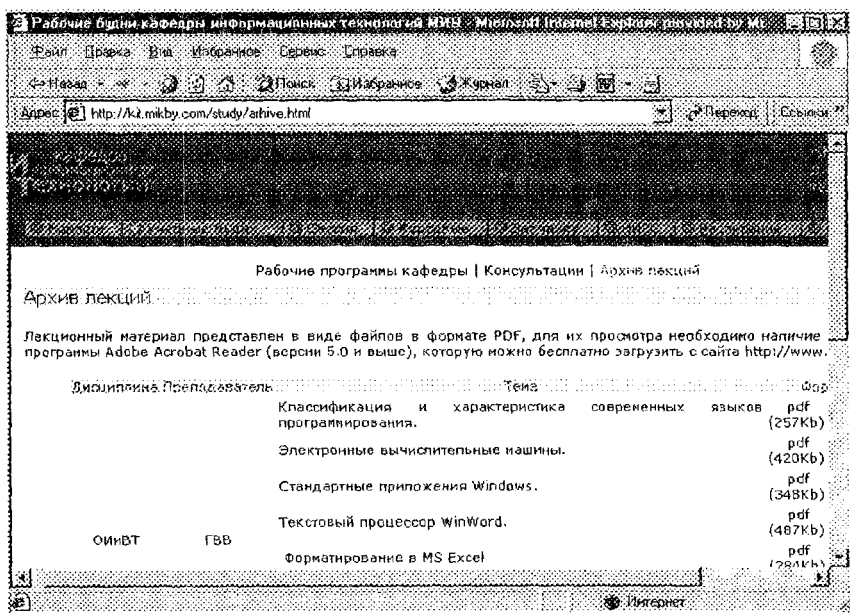 Рабочие будни кафедры информационных технологий МИУ - Microsoft Internet Explorer provided by
Файл Правка Вид Избранное Сервис Справка
Назад Поиск Избранное Журнал
Адрес http://kit.mikby.com/study/arhive.html Переход Ссылки »
Рабочие программы кафедры | Консультации | Архив лекций
Архив лекций
Лекционный материал представлен в виде файлов в формате PDF, для их просмотра необходимо наличие
программы Adobe Acrobat Reader (версии 5.0 и выше), которую можно бесплатно загрузить с сайта http://www.
Дисциплина Преподаватель Тема Фор
Классификация и характеристика современных языков pdf
программирования. (257Kb)
Электронные вычислительные машины. pdf
(420Kb)
Стандартные приложения Windows. pdf
(348Kb)
Текстовый процессор WinWord. pdf
(487Kb)
ОИиВТ ГВВ
Форматирование в MS Excel pdf
(284Kb)
Интернет